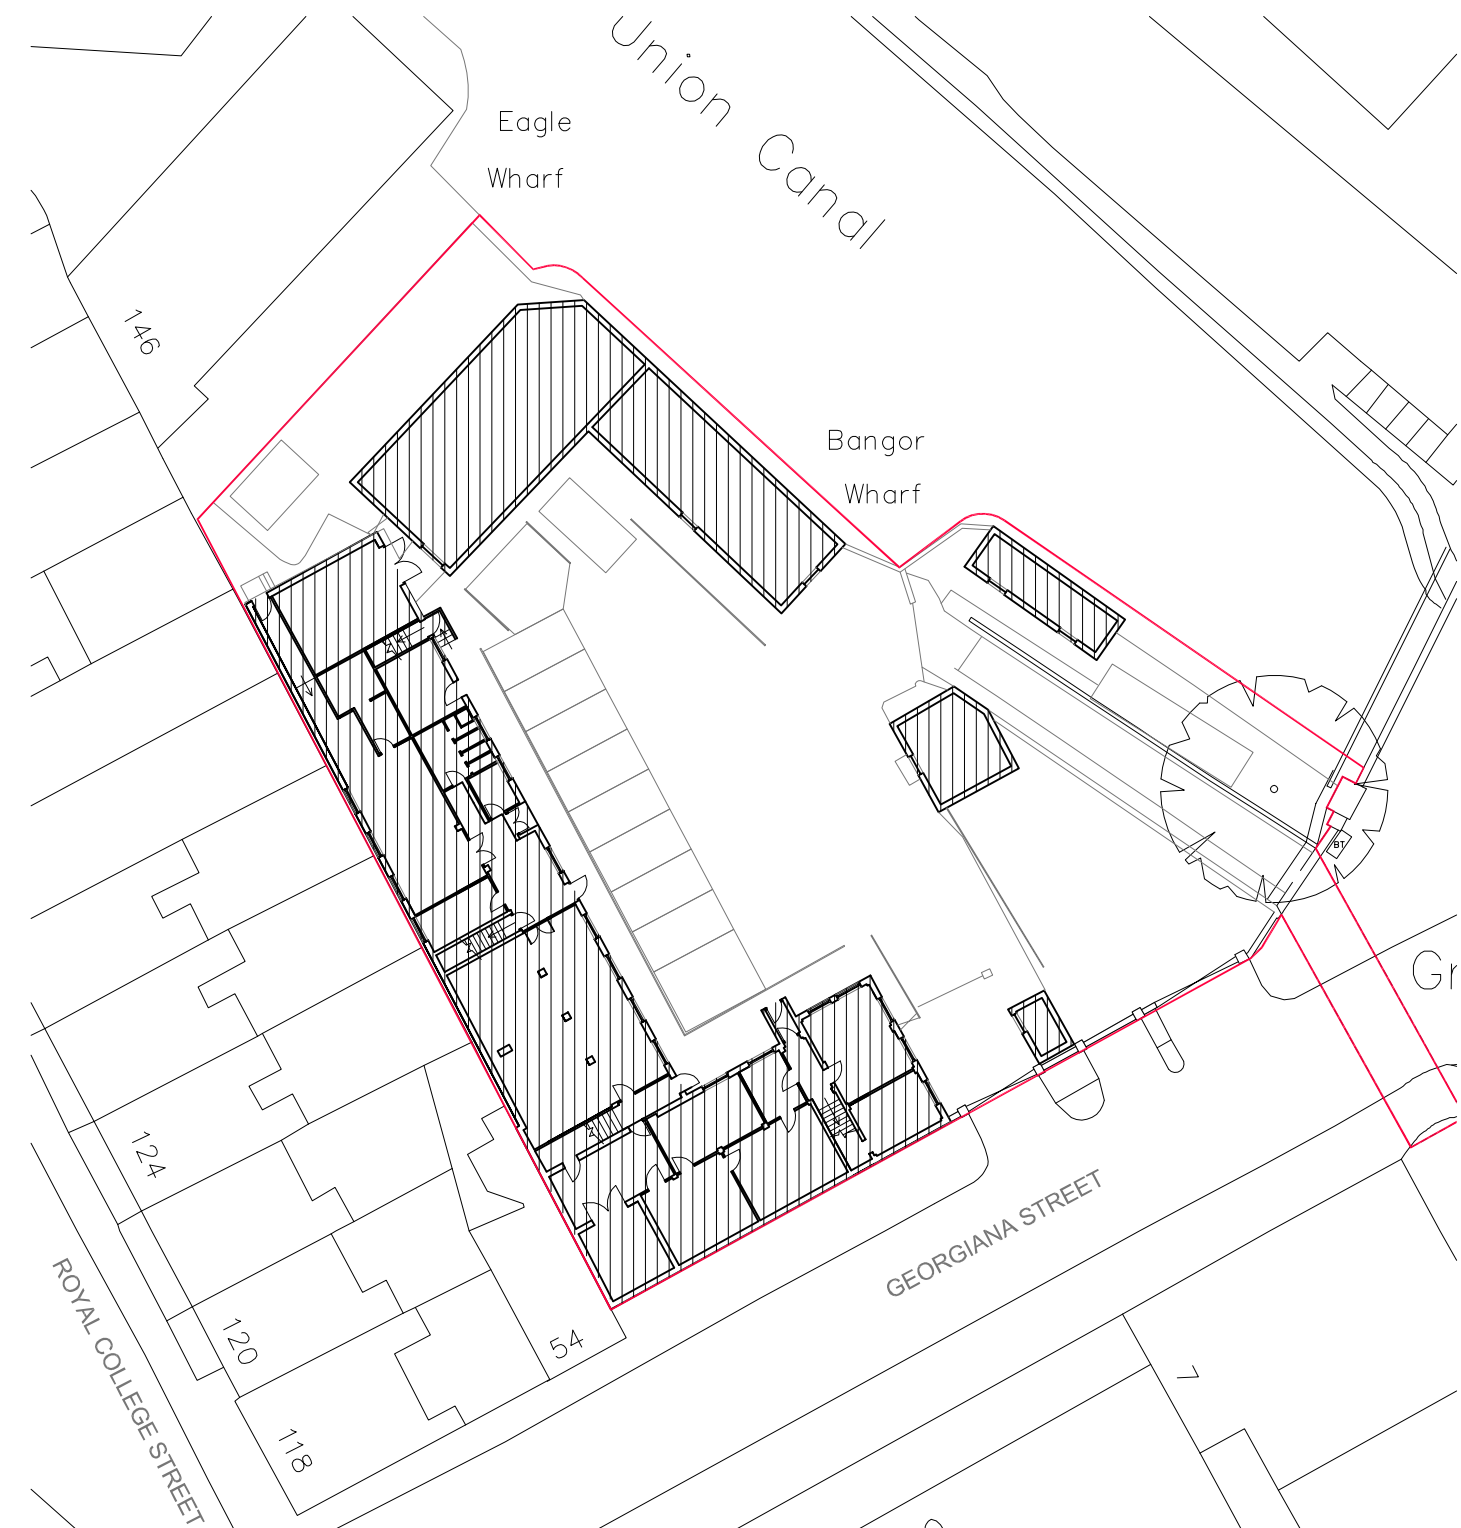 Union Canal
Eagle
Wharf
146
Bangor
Wharf
BT
Gr
124
GEORGIANA STREET
ROYAL COLLEGE STREET
120
54
7
118